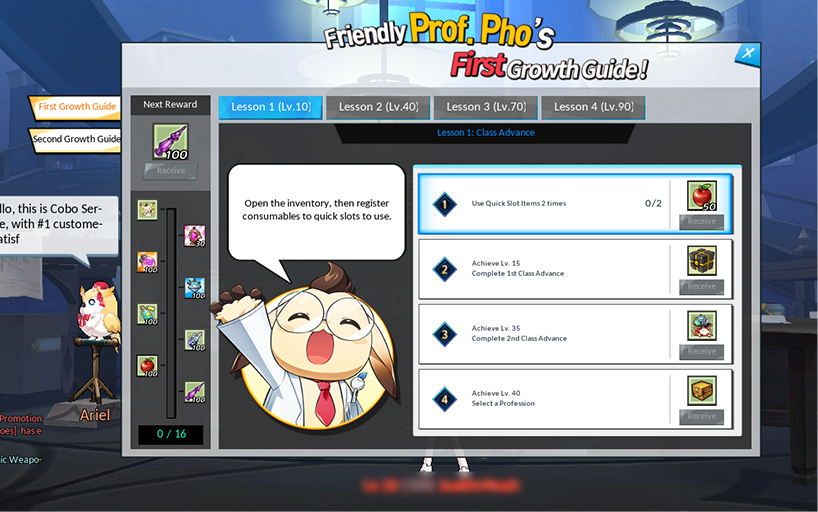 Friendly Prof. Pho's
First Growth Guide!
First Growth Guide
Second Growth Guide
Next Reward
100
Receive
30
100
100
100
100
100
100
0 / 16
Lesson 1 (Lv.10)
Lesson 2 (Lv.40)
Lesson 3 (Lv.70)
Lesson 4 (Lv.90)
Lesson 1: Class Advance
Open the inventory, then register
consumables to quick slots to use.
1
Use Quick Slot Items 2 times
0/2
50
Receive
2
Achieve Lv. 15
Complete 1st Class Advance
Receive
3
Achieve Lv. 35
Complete 2nd Class Advance
Receive
4
Achieve Lv. 40
Select a Profession
Receive
llo, this is Cobo Ser-
e, with #1 custome-
atisf
Ariel
Promotion
oes] has e
ic Weapo-